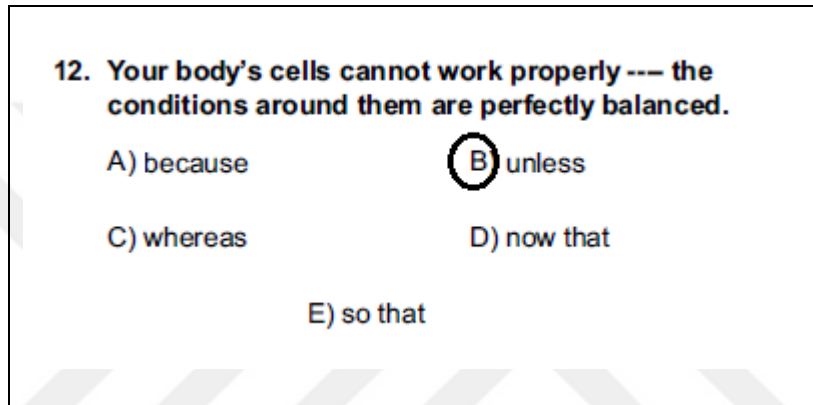 12. Your body's cells cannot work properly ---- the
conditions around them are perfectly balanced.
A) because B) unless
C) whereas D) now that
E) so that